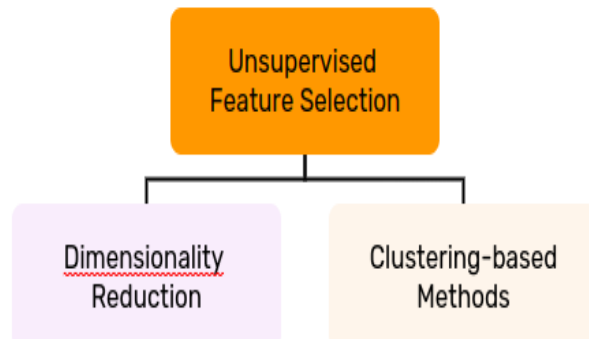 Unsupervised
Feature Selection
Dimensionality
Reduction
Clustering-based
Methods